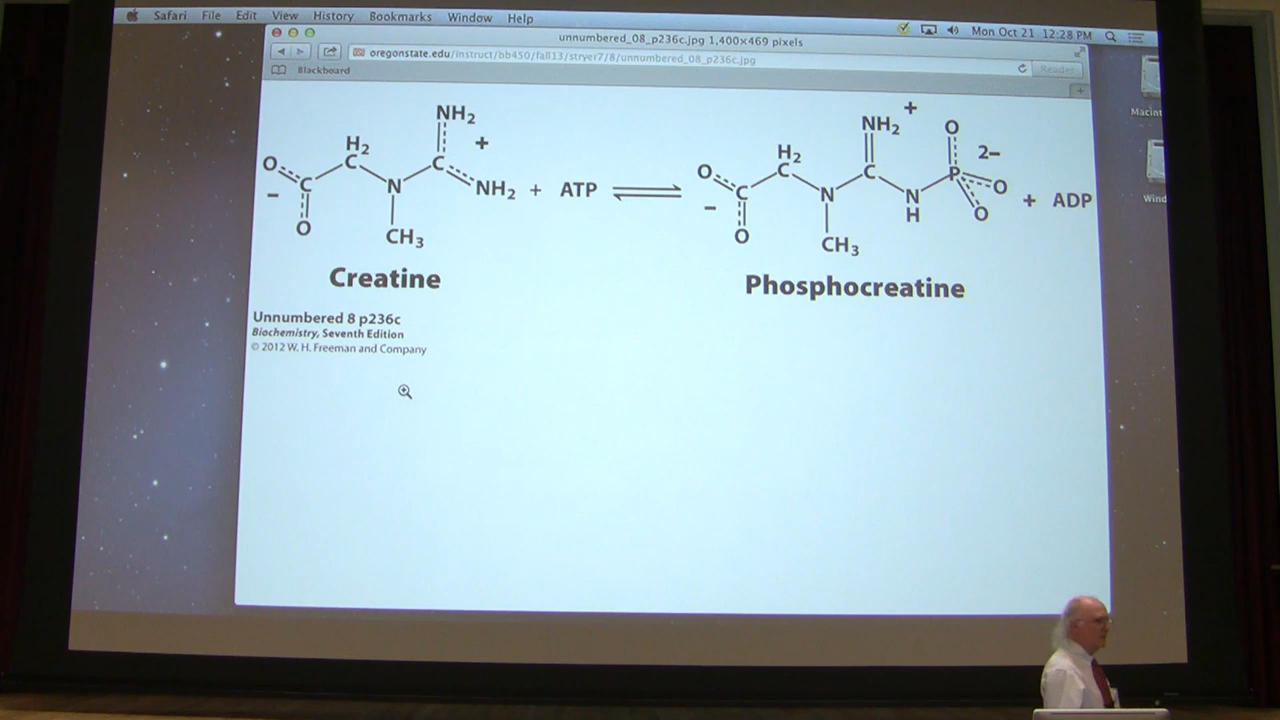 Safari File Edit View History Bookmarks Window Help Mon Oct 21 12:28 PM
unnumbered_08_p236c.jpg 1,400×469 pixels
oregonstate.edu/instruct/bb450/fall13/stryer7/8/unnumbered_08_p236c.jpg Reader
Blackboard
Macint
Wind
NH2 +
H2
O C C
− C N NH2 + ATP
O CH3
Creatine
NH2 + O 2−
H2
O C C P O
− C N N H O + ADP
O CH3
Phosphocreatine
Unnumbered 8 p236c
Biochemistry, Seventh Edition
© 2012 W. H. Freeman and Company